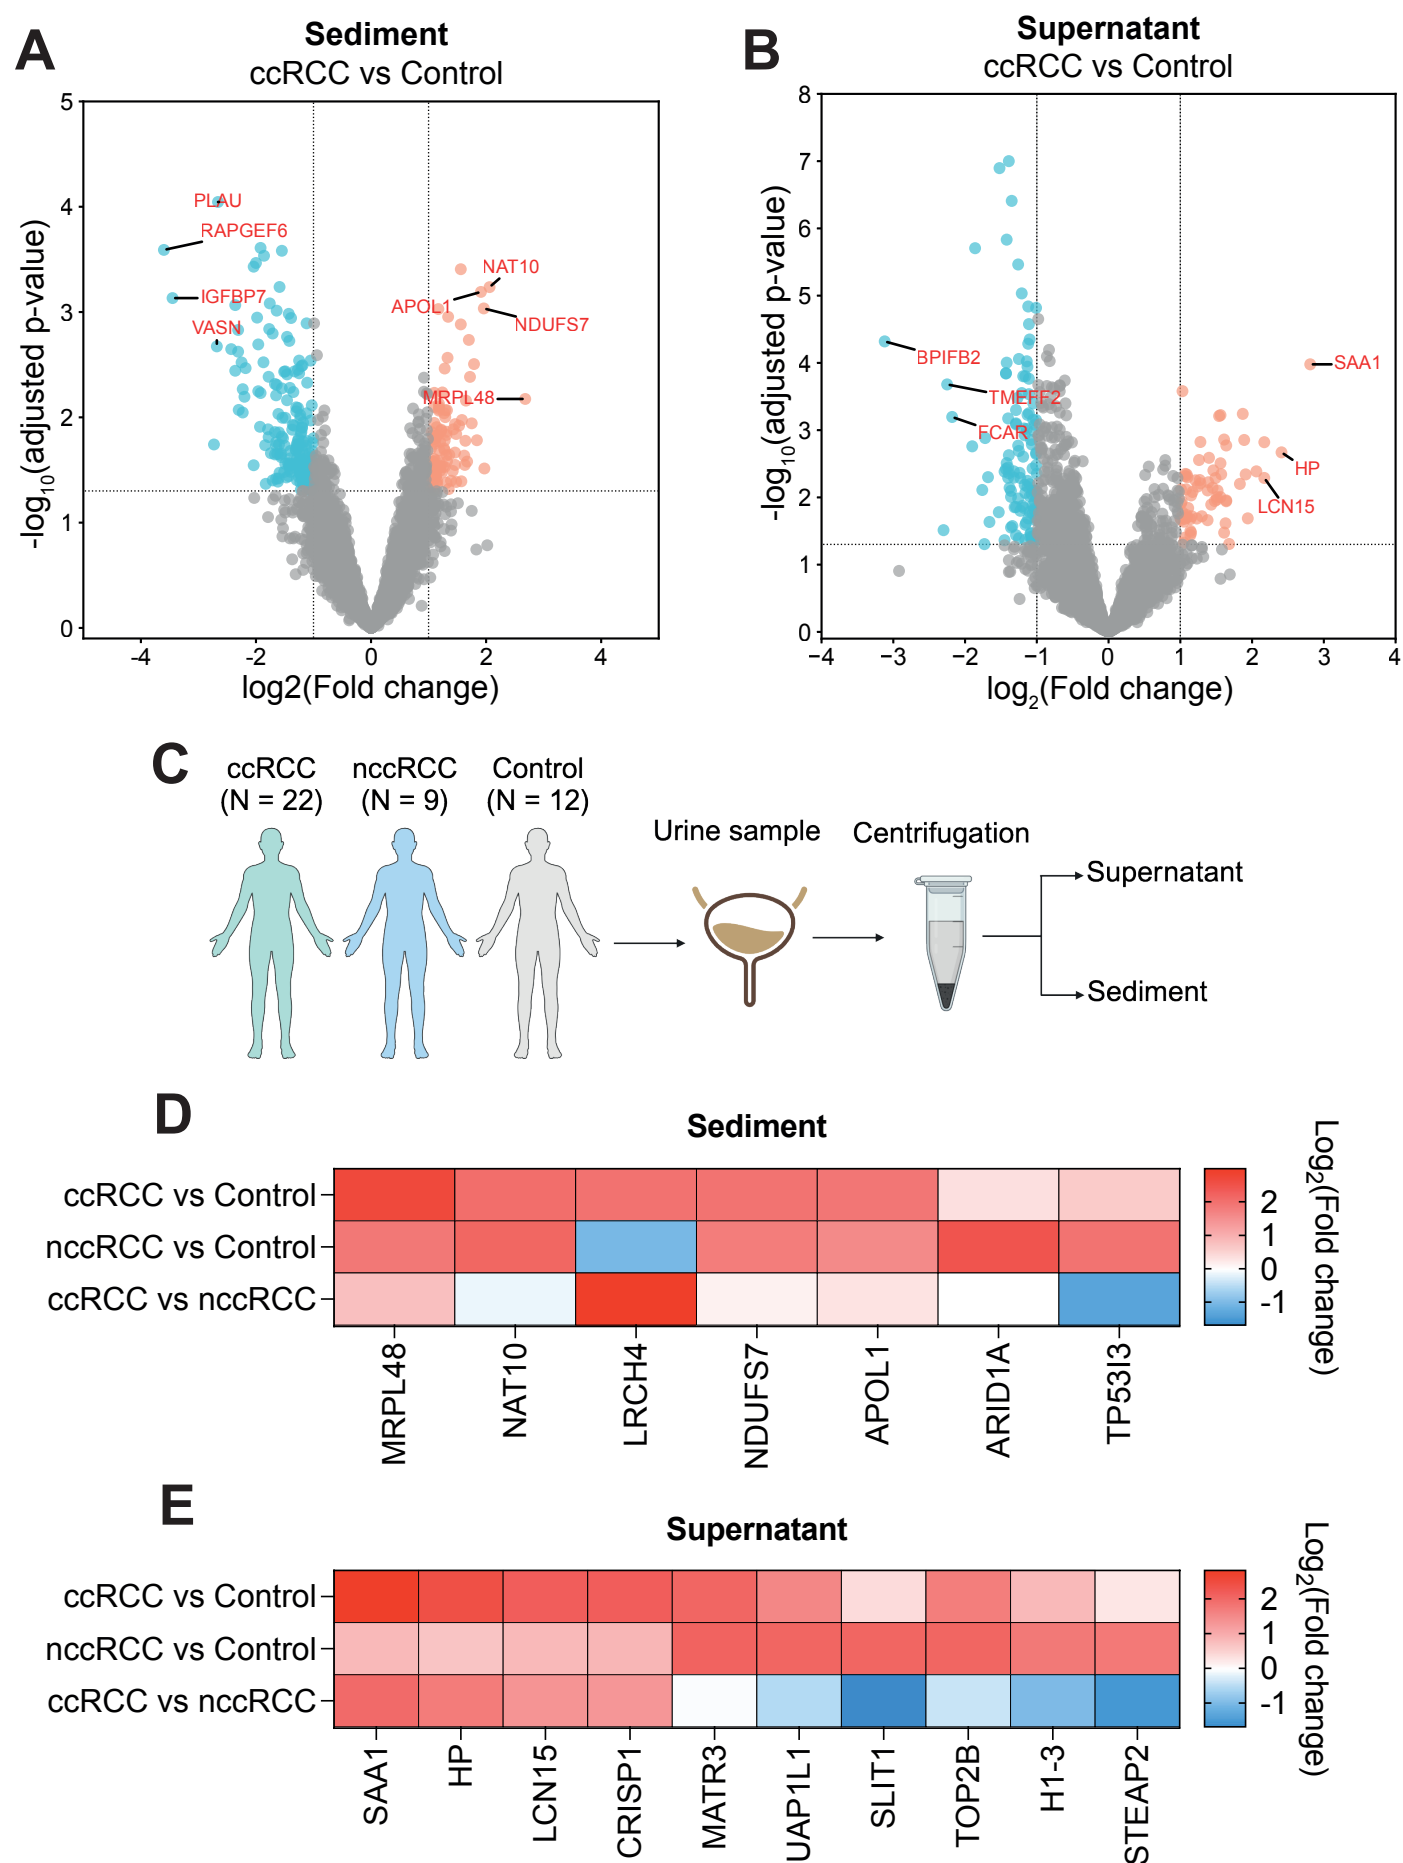 A
Sediment
ccRCC vs Control
-log10(adjusted p-value)
5
4
3
2
1
0
PLAU
RAPGEF6
IGFBP7
VASN
NAT10
APOL1
NDUFS7
MRPL48
-4
-2
0
2
4
log2(Fold change)
B
Supernatant
ccRCC vs Control
-log10(adjusted p-value)
8
7
6
5
4
3
2
1
0
BPIFB2
TMEFF2
FCAR
SAA1
HP
LCN15
−4
−3
−2
−1
0
1
2
3
4
log2(Fold change)
C
ccRCC
(N = 22)
nccRCC
(N = 9)
Control
(N = 12)
Urine sample
Centrifugation
Supernatant
Sediment
D
Sediment
ccRCC vs Control
nccRCC vs Control
ccRCC vs nccRCC
MRPL48
NAT10
LRCH4
NDUFS7
APOL1
ARID1A
TP53I3
2
1
0
-1
Log2(Fold change)
E
Supernatant
ccRCC vs Control
nccRCC vs Control
ccRCC vs nccRCC
SAA1
HP
LCN15
CRISP1
MATR3
UAP1L1
SLIT1
TOP2B
H1-3
STEAP2
2
1
0
-1
Log2(Fold change)